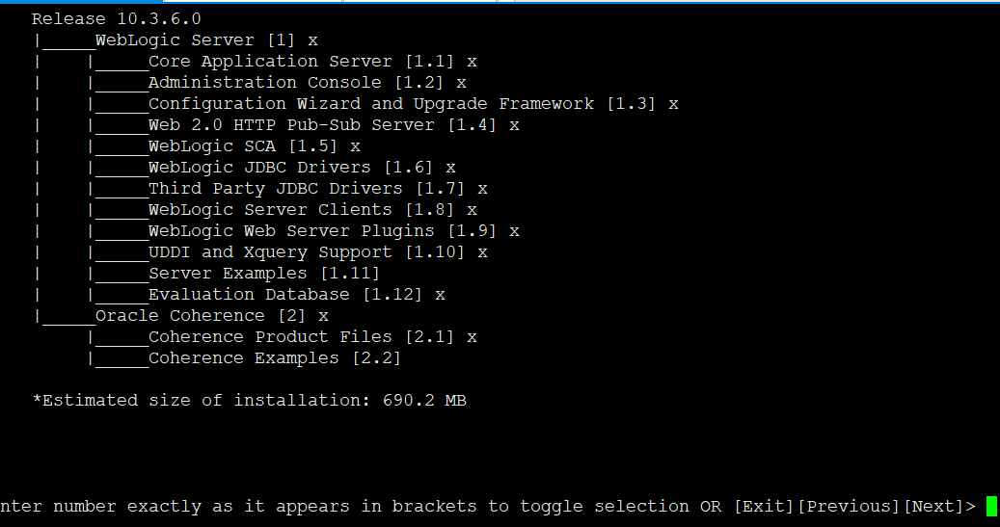 Release 10.3.6.0
|_____WebLogic Server [1] x
|    |_____Core Application Server [1.1] x
|    |_____Administration Console [1.2] x
|    |_____Configuration Wizard and Upgrade Framework [1.3] x
|    |_____Web 2.0 HTTP Pub-Sub Server [1.4] x
|    |_____WebLogic SCA [1.5] x
|    |_____WebLogic JDBC Drivers [1.6] x
|    |_____Third Party JDBC Drivers [1.7] x
|    |_____WebLogic Server Clients [1.8] x
|    |_____WebLogic Web Server Plugins [1.9] x
|    |_____UDDI and Xquery Support [1.10] x
|    |_____Server Examples [1.11]
|    |_____Evaluation Database [1.12] x
|_____Oracle Coherence [2] x
     |_____Coherence Product Files [2.1] x
     |_____Coherence Examples [2.2]
*Estimated size of installation: 690.2 MB
nter number exactly as it appears in brackets to toggle selection OR [Exit][Previous][Next]>